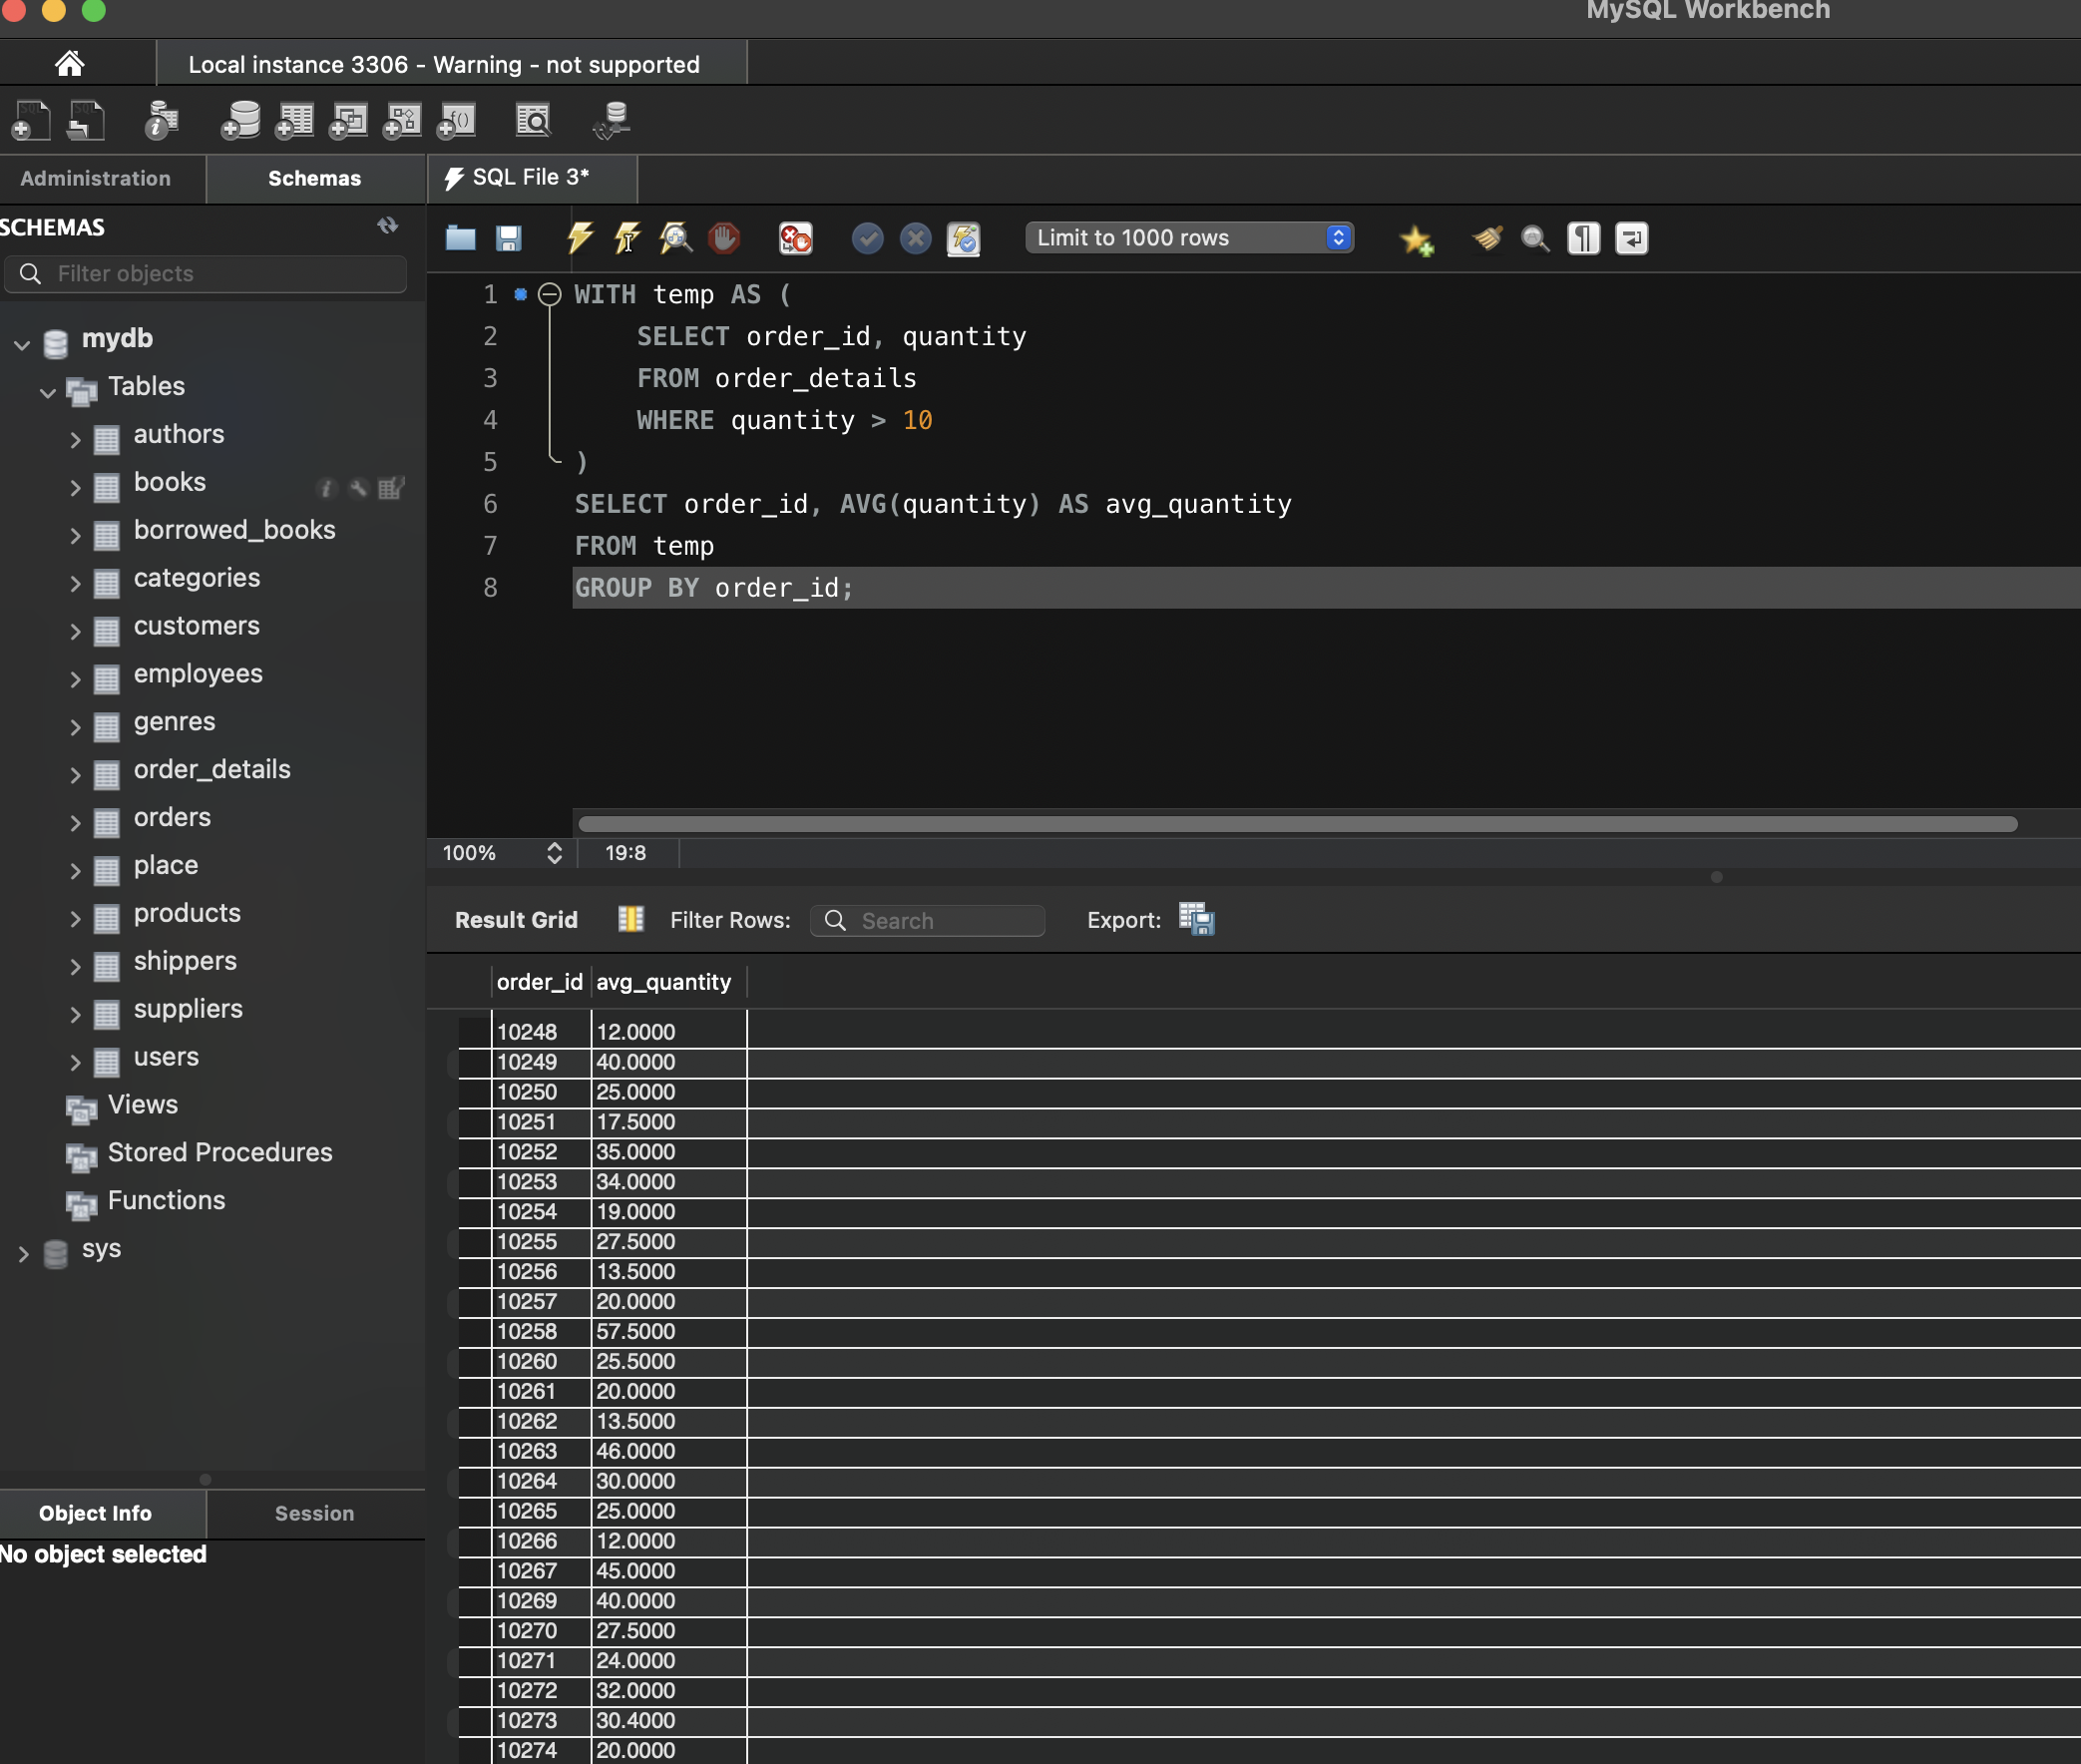 MySQL Workbench
Local instance 3306 - Warning - not supported
Administration
Schemas
SQL File 3*
SCHEMAS
Filter objects
mydb
Tables
authors
books
borrowed_books
categories
customers
employees
genres
order_details
orders
place
products
shippers
suppliers
users
Views
Stored Procedures
Functions
sys
Object Info
Session
No object selected
Limit to 1000 rows
1 WITH temp AS (
2 SELECT order_id, quantity
3 FROM order_details
4 WHERE quantity > 10
5 )
6 SELECT order_id, AVG(quantity) AS avg_quantity
7 FROM temp
8 GROUP BY order_id;
100% 19:8
Result Grid Filter Rows: Search Export:
order_id avg_quantity
10248 12.0000
10249 40.0000
10250 25.0000
10251 17.5000
10252 35.0000
10253 34.0000
10254 19.0000
10255 27.5000
10256 13.5000
10257 20.0000
10258 57.5000
10260 25.5000
10261 20.0000
10262 13.5000
10263 46.0000
10264 30.0000
10265 25.0000
10266 12.0000
10267 45.0000
10269 40.0000
10270 27.5000
10271 24.0000
10272 32.0000
10273 30.4000
10274 20.0000